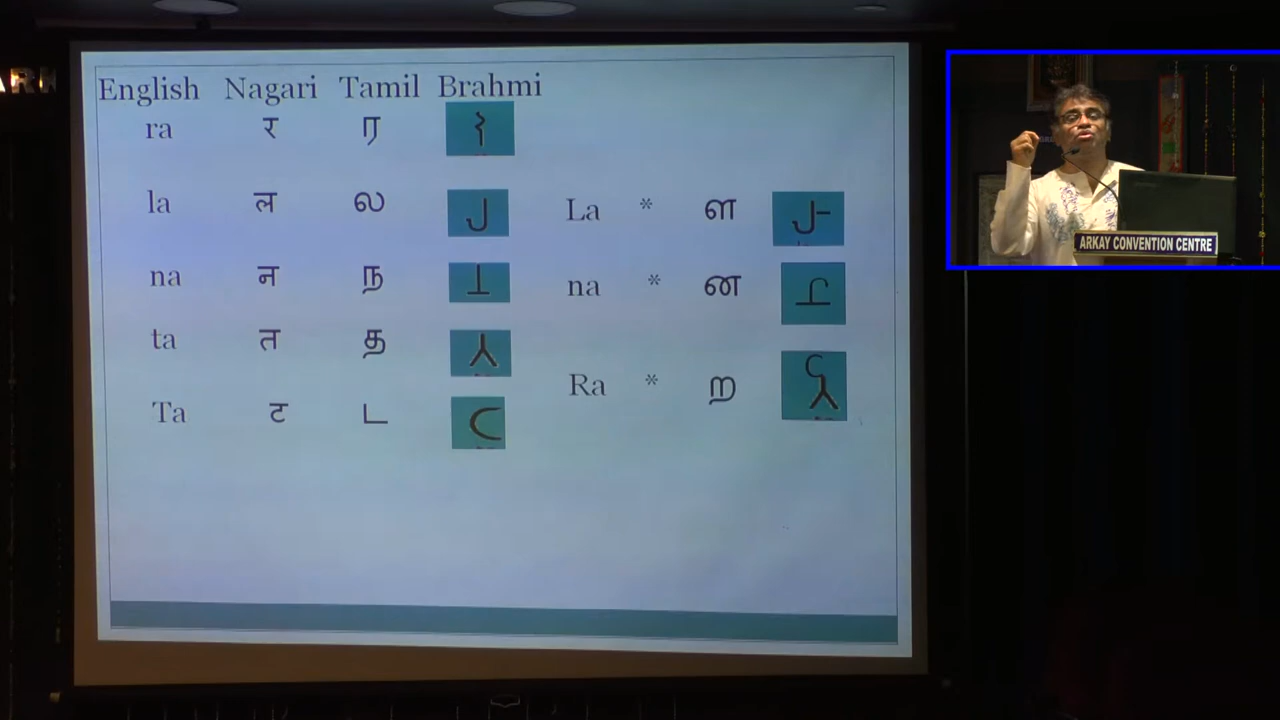 English Nagari Tamil Brahmi
ra र ர 𑀭
la ल ல 𑀮 La * ள 𑀴
na न ந 𑀦 na * ன 𑀷
ta त த 𑀢 Ra * ற 𑀶
Ta ट ட 𑀝
ARKAY CONVENTION CENTRE